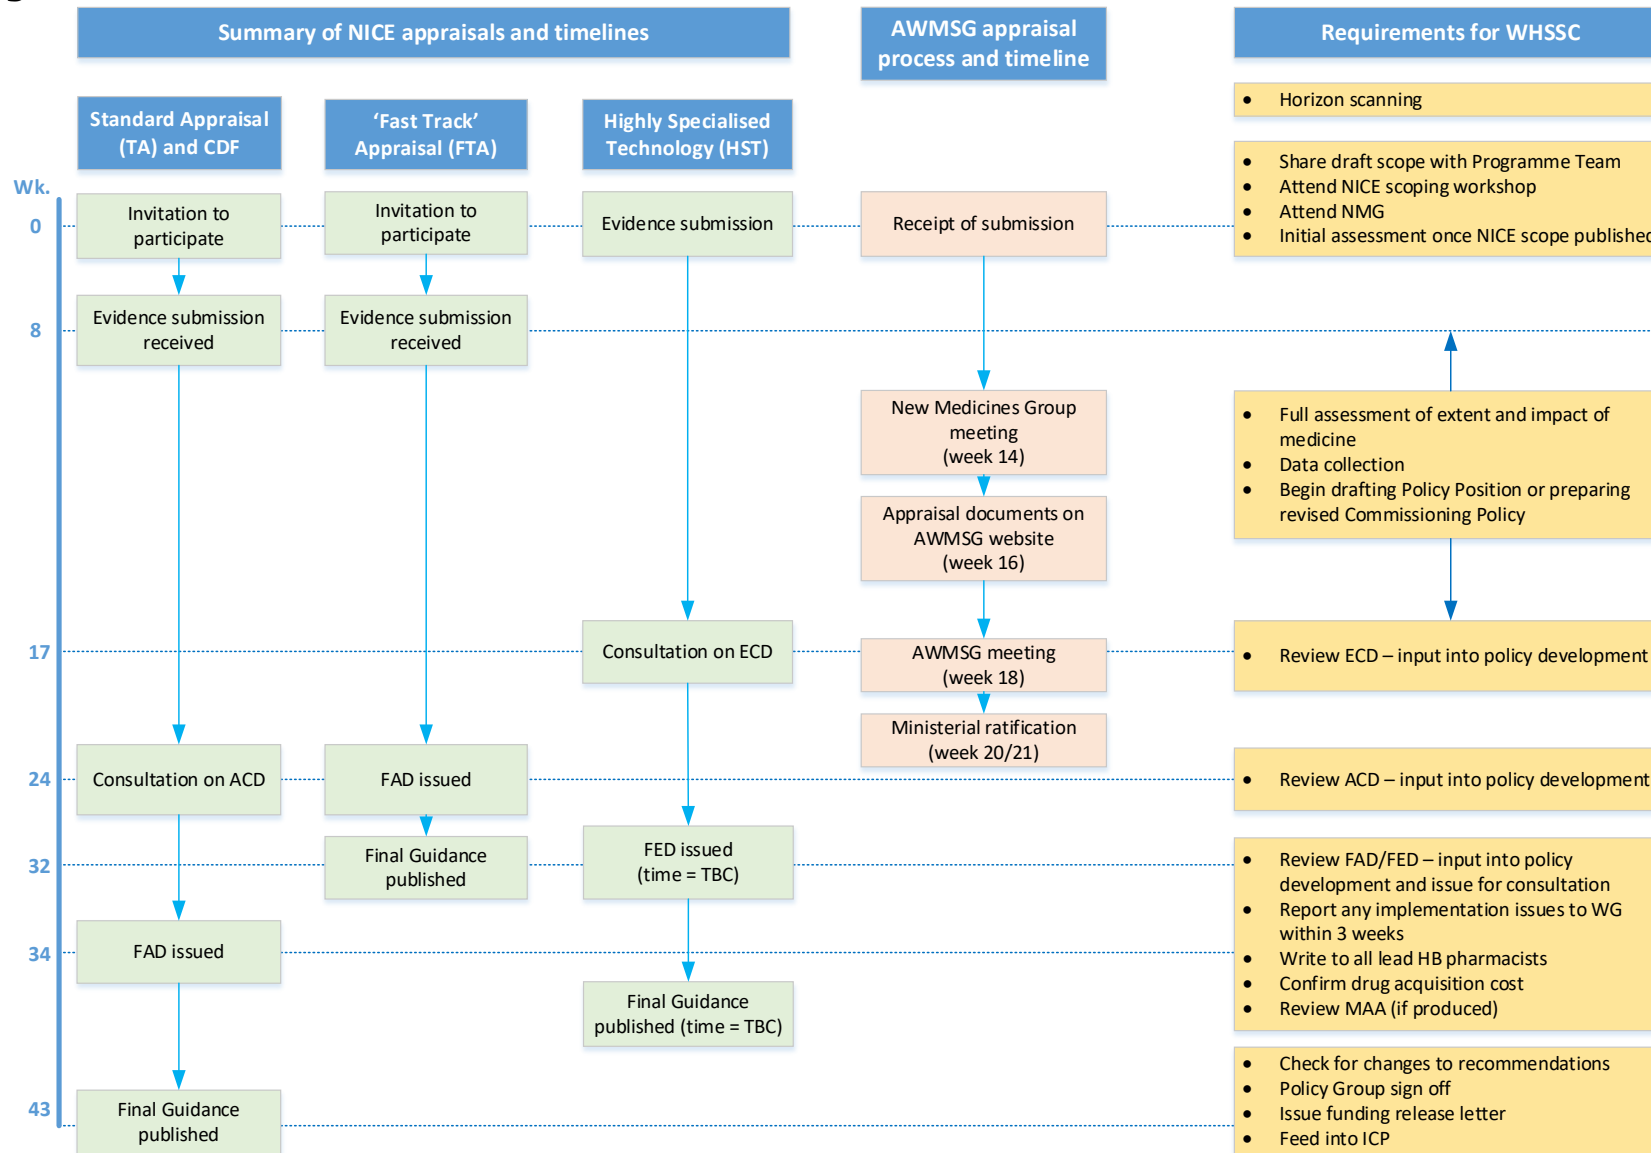 Summary of NICE appraisals and timelines
AWMSG appraisal
process and timeline
Requirements for WHSSC
Standard Appraisal
(TA) and CDF
‘Fast Track’
Appraisal (FTA)
Highly Specialised
Technology (HST)
• Horizon scanning
Wk.
0
Invitation to
participate
Invitation to
participate
Evidence submission
Receipt of submission
• Share draft scope with Programme Team
• Attend NICE scoping workshop
• Attend NMG
• Initial assessment once NICE scope published
8
Evidence submission
received
Evidence submission
received
New Medicines Group
meeting
(week 14)
Appraisal documents on
AWMSG website
(week 16)
• Full assessment of extent and impact of
medicine
• Data collection
• Begin drafting Policy Position or preparing
revised Commissioning Policy
17
Consultation on ECD
AWMSG meeting
(week 18)
• Review ECD – input into policy development
Ministerial ratification
(week 20/21)
24
Consultation on ACD
FAD issued
• Review ACD – input into policy development
32
Final Guidance
published
FED issued
(time = TBC)
• Review FAD/FED – input into policy
development and issue for consultation
• Report any implementation issues to WG
within 3 weeks
• Write to all lead HB pharmacists
• Confirm drug acquisition cost
• Review MAA (if produced)
34
FAD issued
Final Guidance
published (time = TBC)
43
Final Guidance
published
• Check for changes to recommendations
• Policy Group sign off
• Issue funding release letter
• Feed into ICP